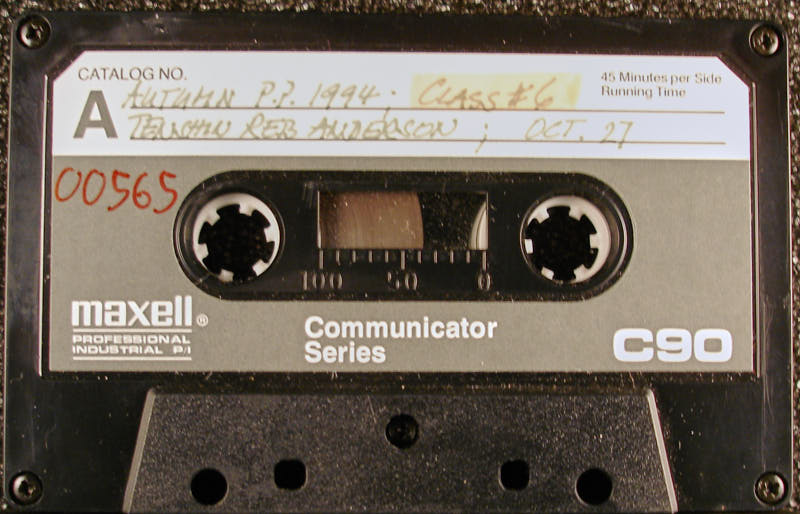 CATALOG NO.
A
AUTUMN P.P. 1994; CLASS #6
45 Minutes per Side
Running Time
TENSHIN REB ANDERSON ; OCT. 27
00565
100 50 0
maxell®
PROFESSIONAL
INDUSTRIAL P/I
Communicator
Series
C90